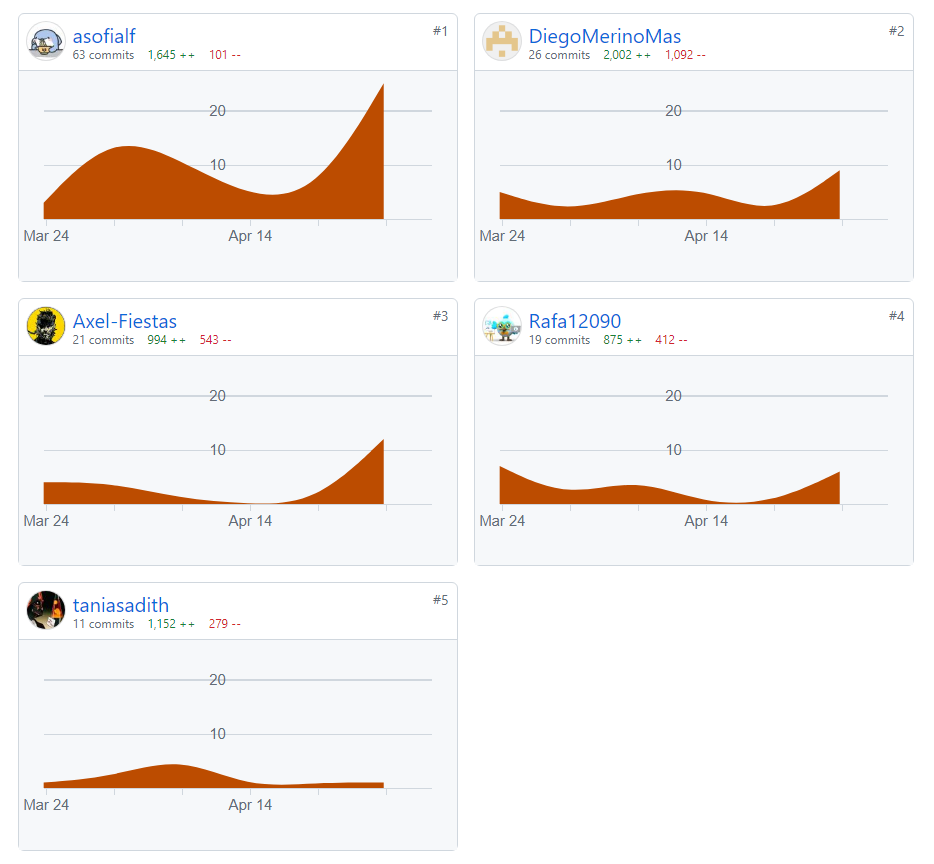 asofialf #1
63 commits 1,645 ++ 101 --
20
10
Mar 24 Apr 14
DiegoMerinoMas #2
26 commits 2,002 ++ 1,092 --
20
10
Mar 24 Apr 14
Axel-Fiestas #3
21 commits 994 ++ 543 --
20
10
Mar 24 Apr 14
Rafa12090 #4
19 commits 875 ++ 412 --
20
10
Mar 24 Apr 14
taniasadith #5
11 commits 1,152 ++ 279 --
20
10
Mar 24 Apr 14